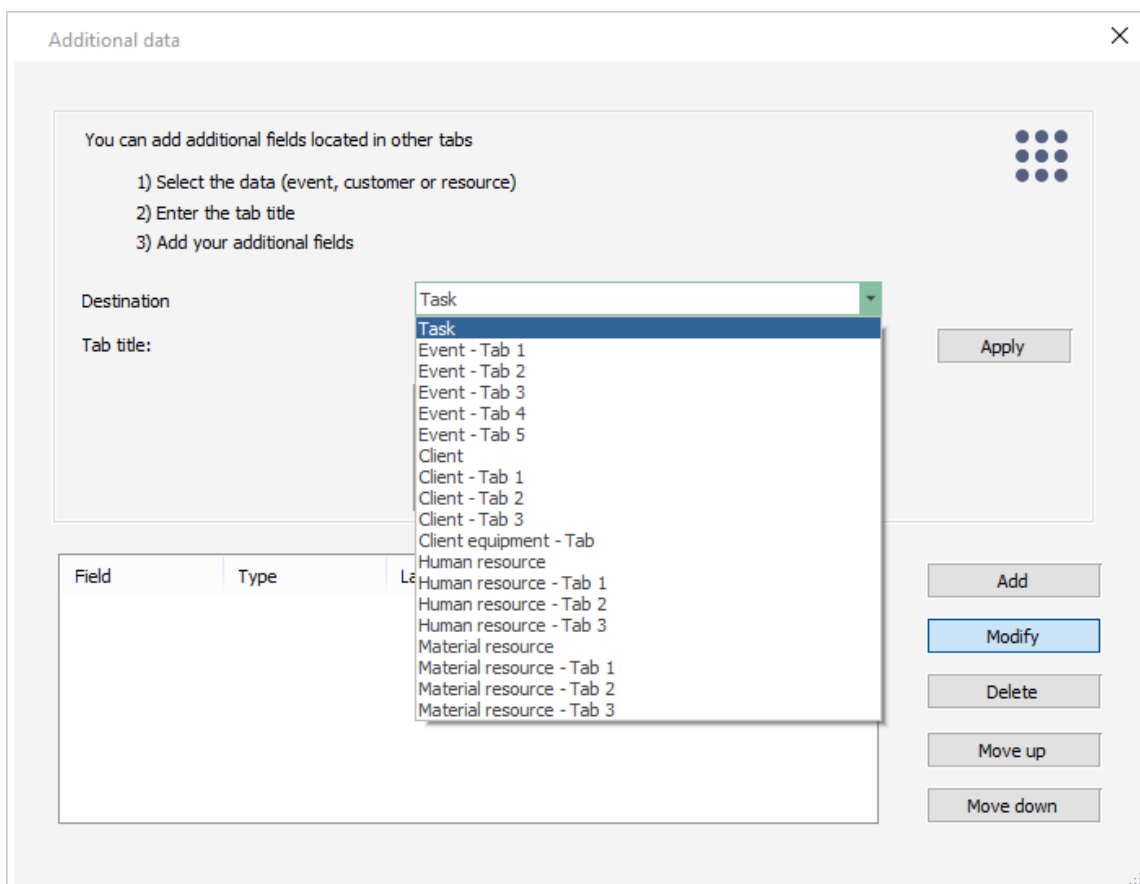 Additional data
You can add additional fields located in other tabs
1) Select the data (event, customer or resource)
2) Enter the tab title
3) Add your additional fields
Destination
Task
Tab title:
Apply
Task
Event - Tab 1
Event - Tab 2
Event - Tab 3
Event - Tab 4
Event - Tab 5
Client
Client - Tab 1
Client - Tab 2
Client - Tab 3
Client equipment - Tab
Human resource
Human resource - Tab 1
Human resource - Tab 2
Human resource - Tab 3
Material resource
Material resource - Tab 1
Material resource - Tab 2
Material resource - Tab 3
Field Type
Add
Modify
Delete
Move up
Move down